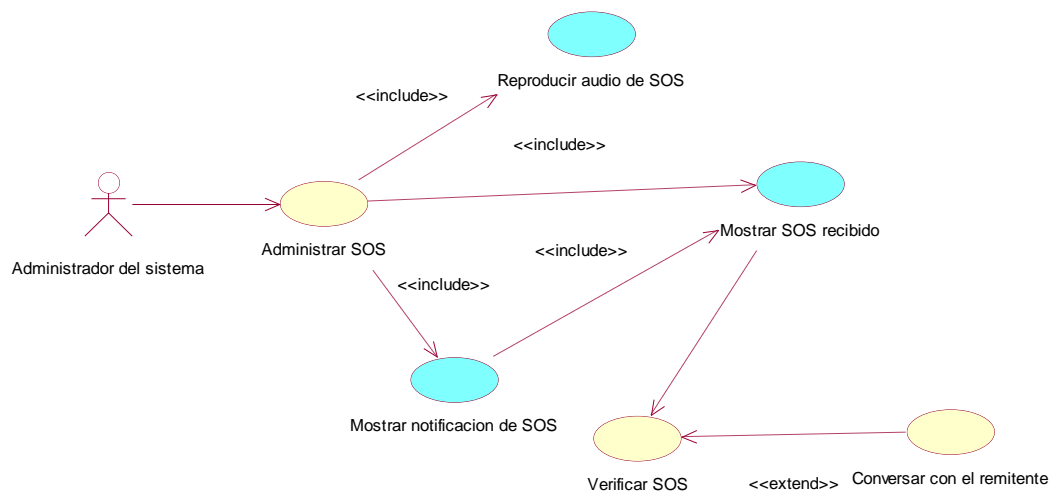 Reproducir audio de SOS
<<include>>
<<include>>
Mostrar SOS recibido
Administrar SOS
<<include>>
Administrador del sistema
<<include>>
Mostrar notificacion de SOS
Conversar con el remitente
Verificar SOS
<<extend>>